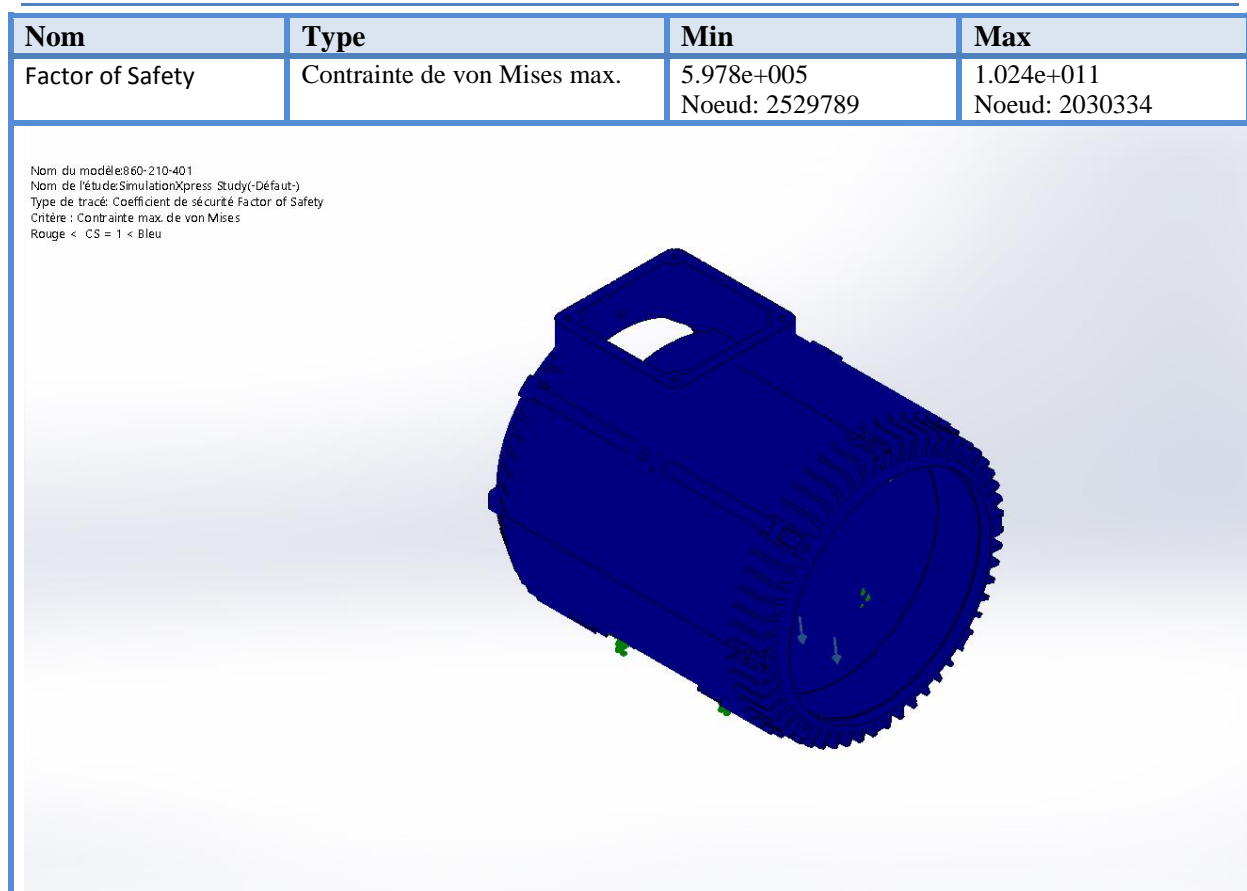 Nom Type Min Max
Factor of Safety Contrainte de von Mises max. 5.978e+005 1.024e+011
Noeud: 2529789 Noeud: 2030334
Nom du modèle:860-210-401
Nom de l'étude:SimulationXpress Study(-Défaut-)
Type de tracé: Coefficient de sécurité Factor of Safety
Critère : Contrainte max. de von Mises
Rouge < CS = 1 < Bleu